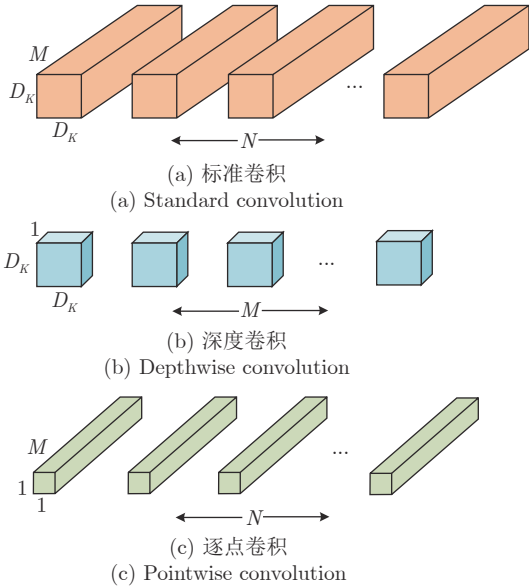 M
D_K
D_K
...
N
(a) 标准卷积
(a) Standard convolution
1
D_K
D_K
...
M
(b) 深度卷积
(b) Depthwise convolution
M
1
1
...
N
(c) 逐点卷积
(c) Pointwise convolution